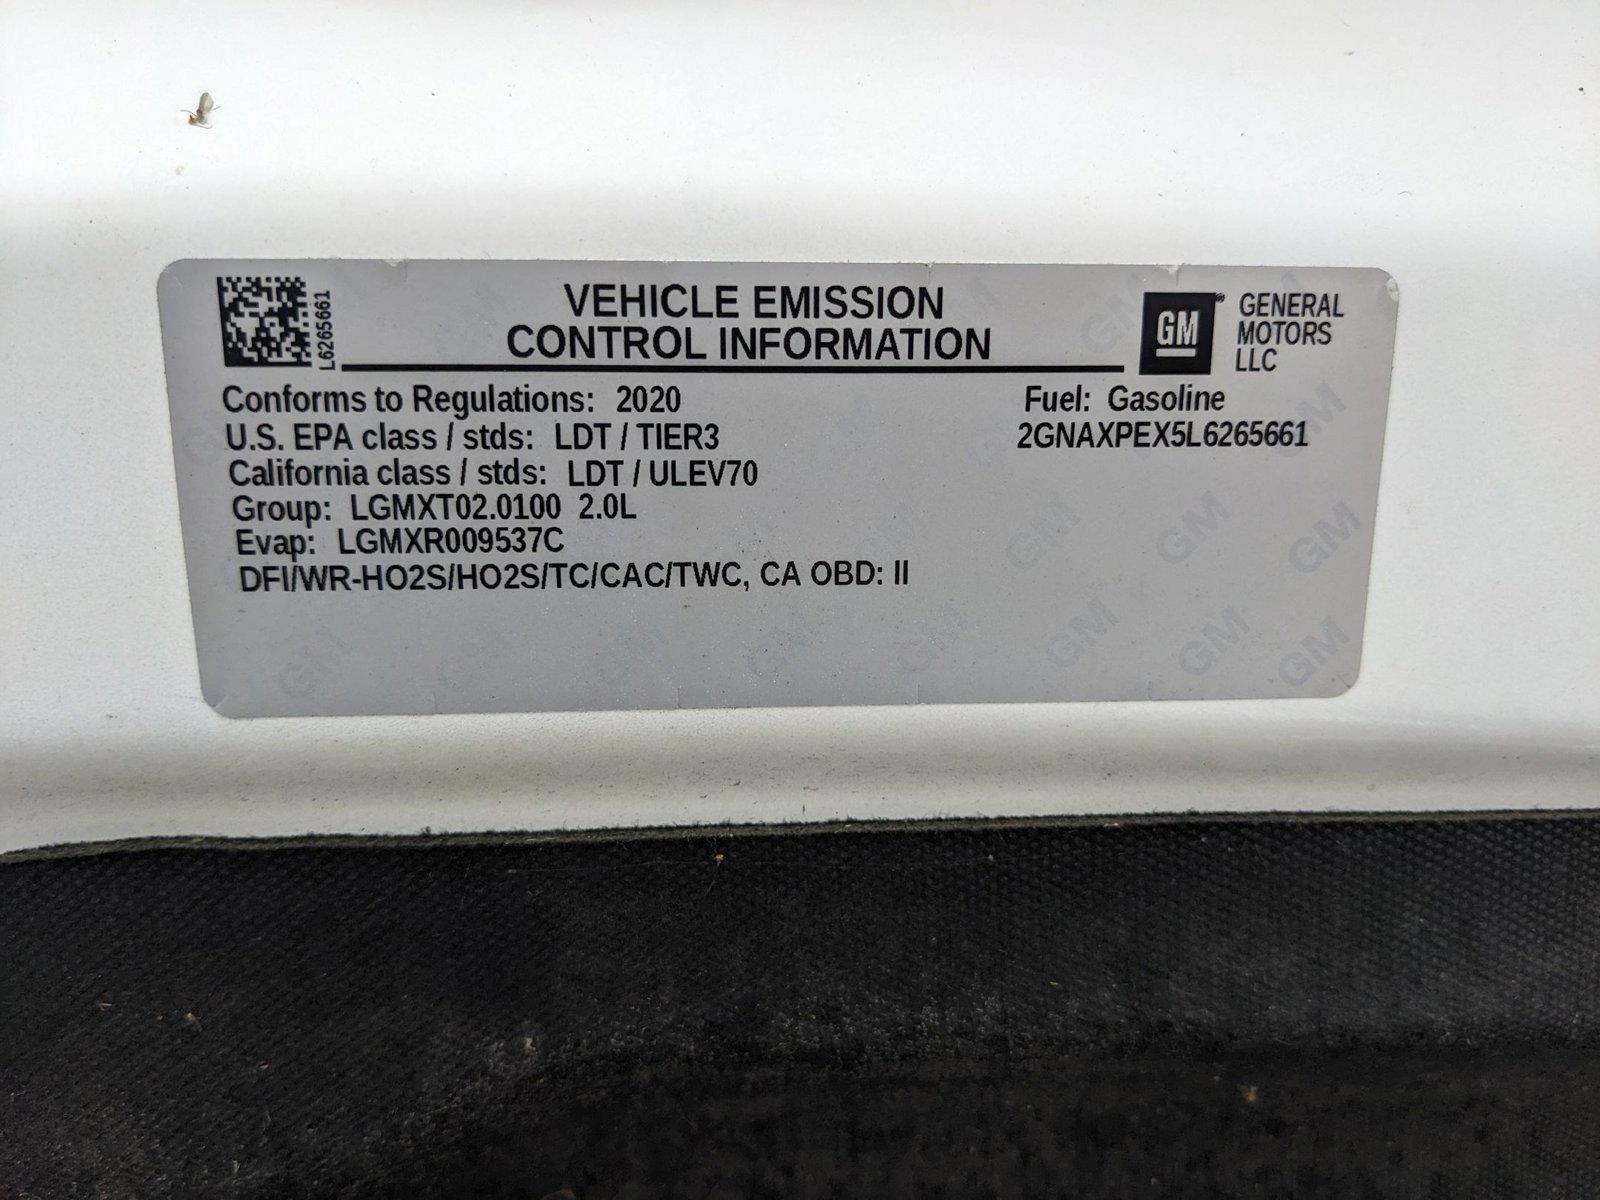 L6265661
VEHICLE EMISSION
CONTROL INFORMATION
GM
GENERAL
MOTORS
LLC
Conforms to Regulations: 2020
Fuel: Gasoline
U.S. EPA class / stds: LDT / TIER3
2GNAXPEX5L6265661
California class / stds: LDT / ULEV70
Group: LGMXT02.0100 2.0L
Evap: LGMXR009537C
DFI/WR-HO2S/HO2S/TC/CAC/TWC, CA OBD: II